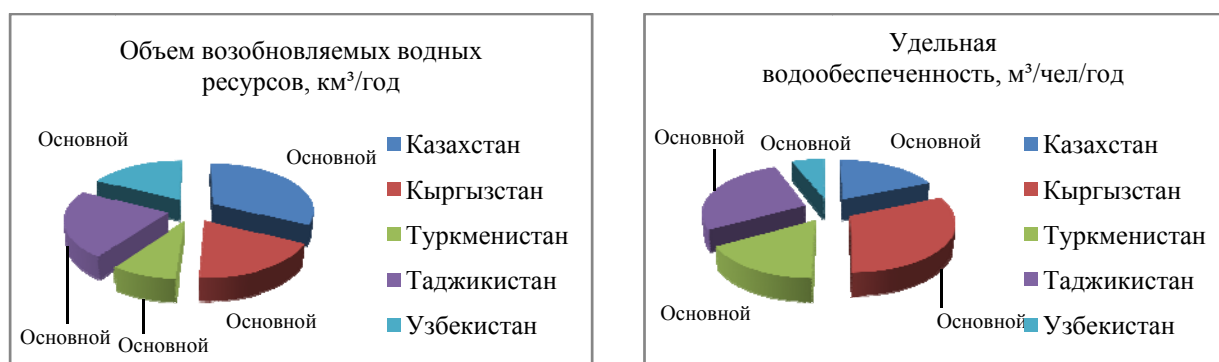 Объем возобновляемых водных
ресурсов, км³/год
Основной
Основной
Основной
Основной
Основной
Казахстан
Кыргызстан
Туркменистан
Таджикистан
Узбекистан
Удельная
водообеспеченность, м³/чел/год
Основной
Основной
Основной
Основной
Основной
Казахстан
Кыргызстан
Туркменистан
Таджикистан
Узбекистан